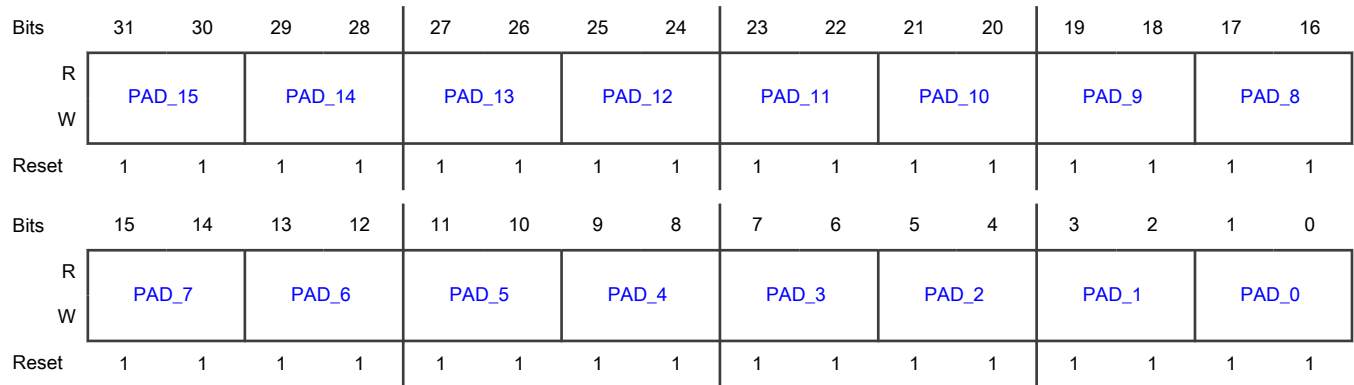 Bits 31 30 29 28 27 26 25 24 23 22 21 20 19 18 17 16
R
PAD_15 PAD_14 PAD_13 PAD_12 PAD_11 PAD_10 PAD_9 PAD_8
W
Reset 1 1 1 1 1 1 1 1 1 1 1 1 1 1 1 1
Bits 15 14 13 12 11 10 9 8 7 6 5 4 3 2 1 0
R
PAD_7 PAD_6 PAD_5 PAD_4 PAD_3 PAD_2 PAD_1 PAD_0
W
Reset 1 1 1 1 1 1 1 1 1 1 1 1 1 1 1 1